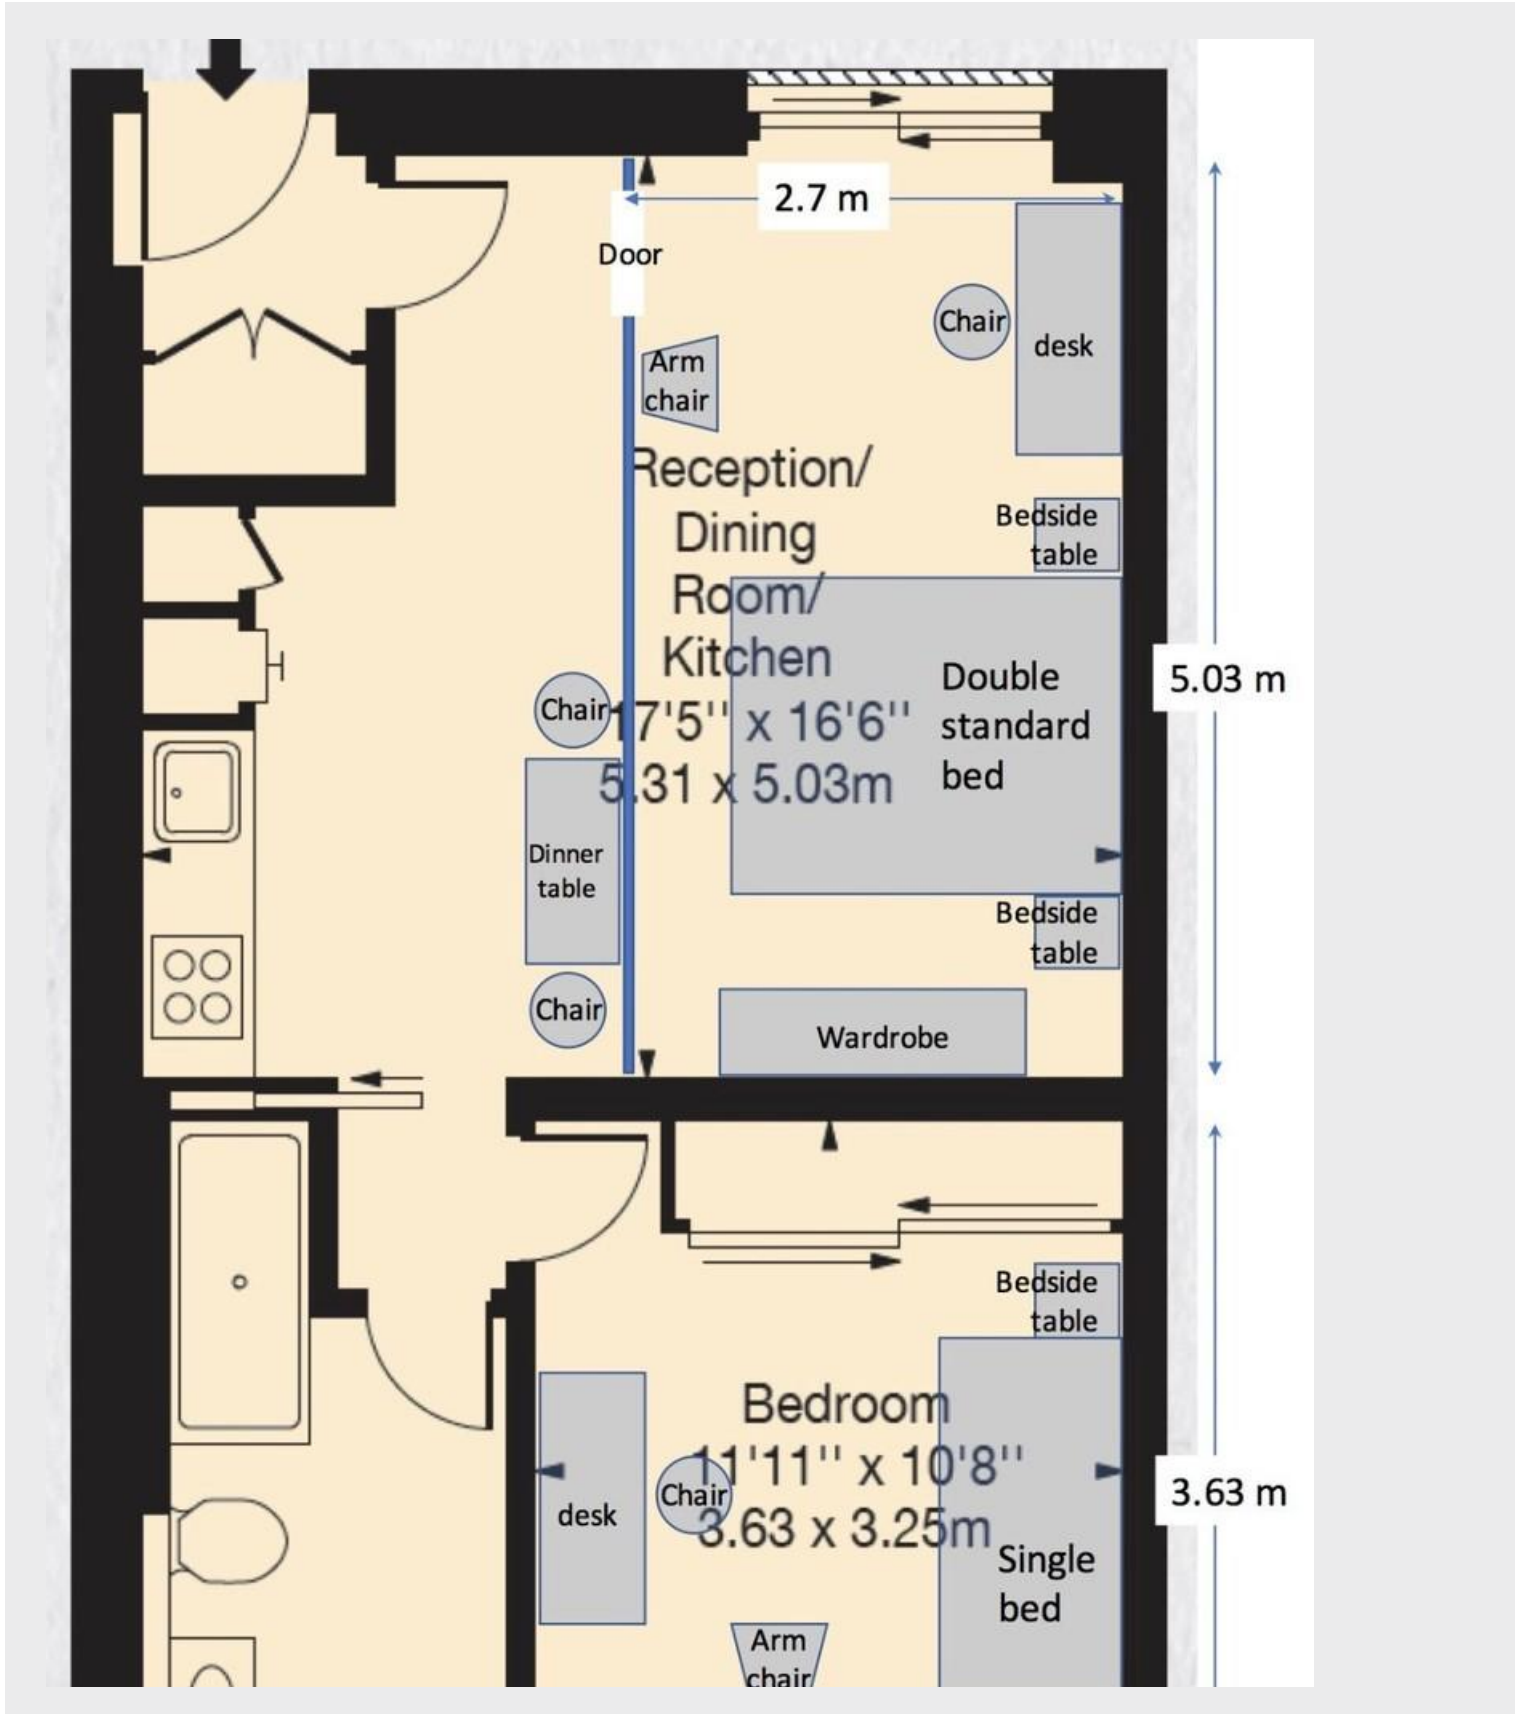 2.7 m
Door
Chair
desk
Arm
chair
Reception/
Dining
Room/
Kitchen
17'5'' x 16'6''
5.31 x 5.03m
Bedside
table
Double
standard
bed
5.03 m
Chair
Dinner
table
Chair
Bedside
table
Wardrobe
Bedside
table
Bedroom
11'11'' x 10'8''
3.63 x 3.25m
desk
Chair
3.63 m
Single
bed
Arm
chair